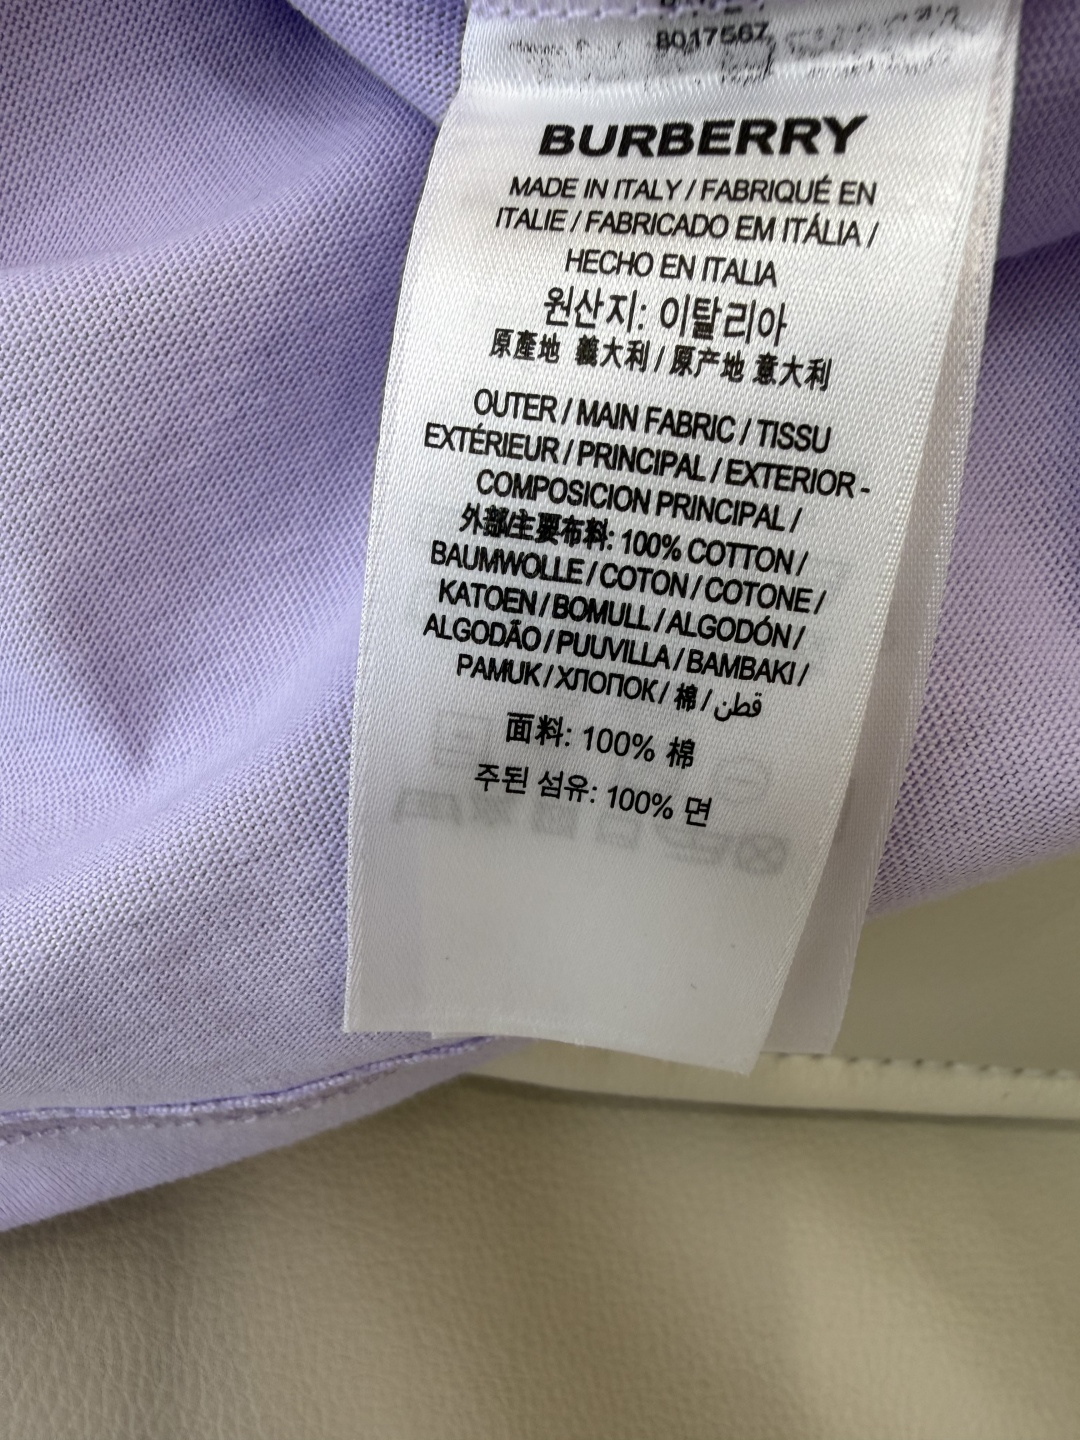 8017567
BURBERRY
MADE IN ITALY / FABRIQUÉ EN
ITALIE / FABRICADO EM ITÁLIA /
HECHO EN ITALIA
원산지: 이탈리아
原產地 義大利 / 原产地 意大利
OUTER / MAIN FABRIC / TISSU
EXTÉRIEUR / PRINCIPAL / EXTERIOR -
COMPOSICION PRINCIPAL /
外部/主要布料: 100% COTTON /
BAUMWOLLE / COTON / COTONE /
KATOEN / BOMULL / ALGODÓN /
ALGODÃO / PUUVILLA / BAMBAKI /
PAMUK / ХЛОПОК / 棉 / قطن
面料: 100% 棉
주된 섬유: 100% 면